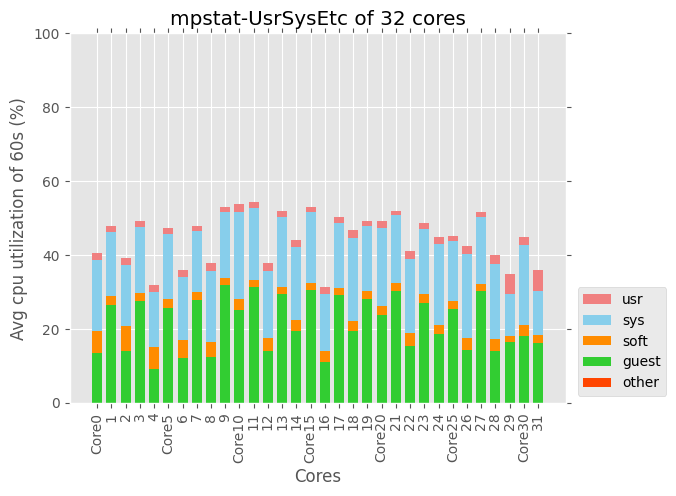 mpstat-UsrSysEtc of 32 cores
Avg cpu utilization of 60s (%)
100
80
60
40
20
0
Core0
1
2
3
4
Core5
6
7
8
9
Core10
11
12
13
14
Core15
16
17
18
19
Core20
21
22
23
24
Core25
26
27
28
29
Core30
31
Cores
usr
sys
soft
guest
other